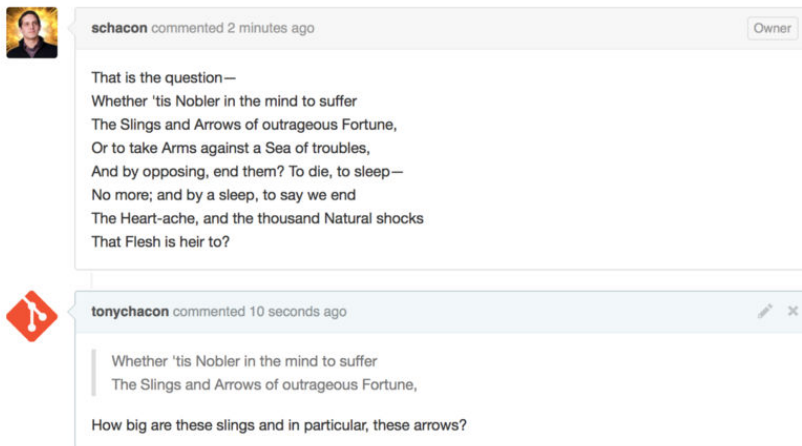 schacon commented 2 minutes ago Owner
That is the question—
Whether 'tis Nobler in the mind to suffer
The Slings and Arrows of outrageous Fortune,
Or to take Arms against a Sea of troubles,
And by opposing, end them? To die, to sleep—
No more; and by a sleep, to say we end
The Heart-ache, and the thousand Natural shocks
That Flesh is heir to?
tonychacon commented 10 seconds ago
Whether 'tis Nobler in the mind to suffer
The Slings and Arrows of outrageous Fortune,
How big are these slings and in particular, these arrows?